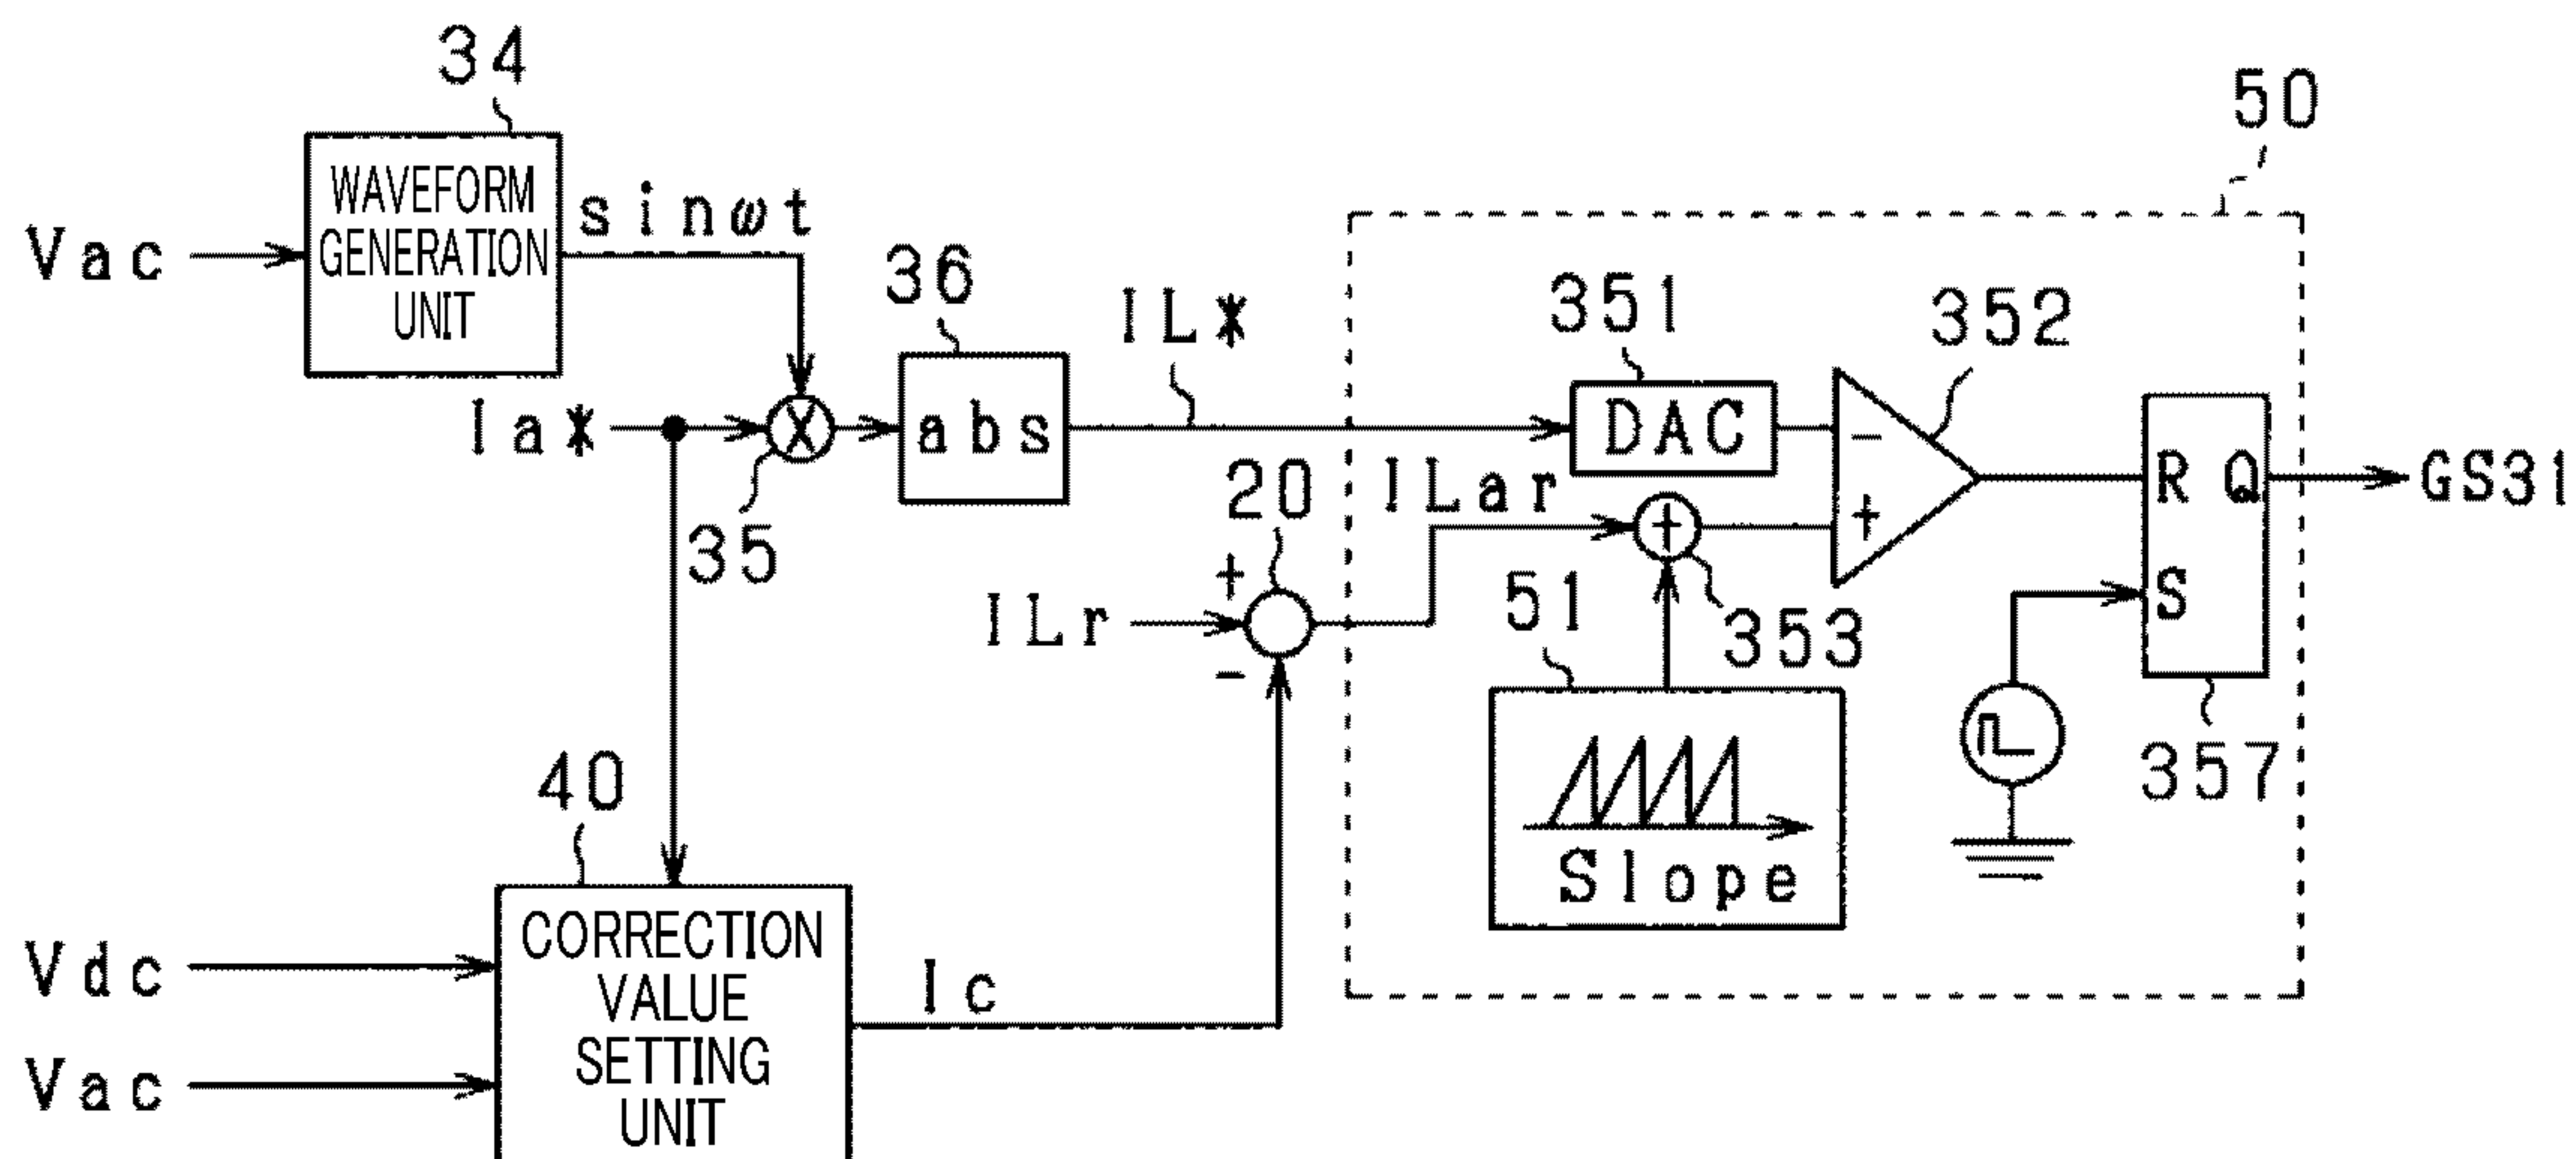 34
50
WAVEFORM
GENERATION
UNIT
Vac
sinωt
36
IL*
351
352
Ia*
X
abs
DAC
-
+
R Q
S
GS31
35
20
ILar
+
ILr
-
+
51
353
Slope
357
40
CORRECTION
VALUE
SETTING
UNIT
Vdc
Vac
Ic